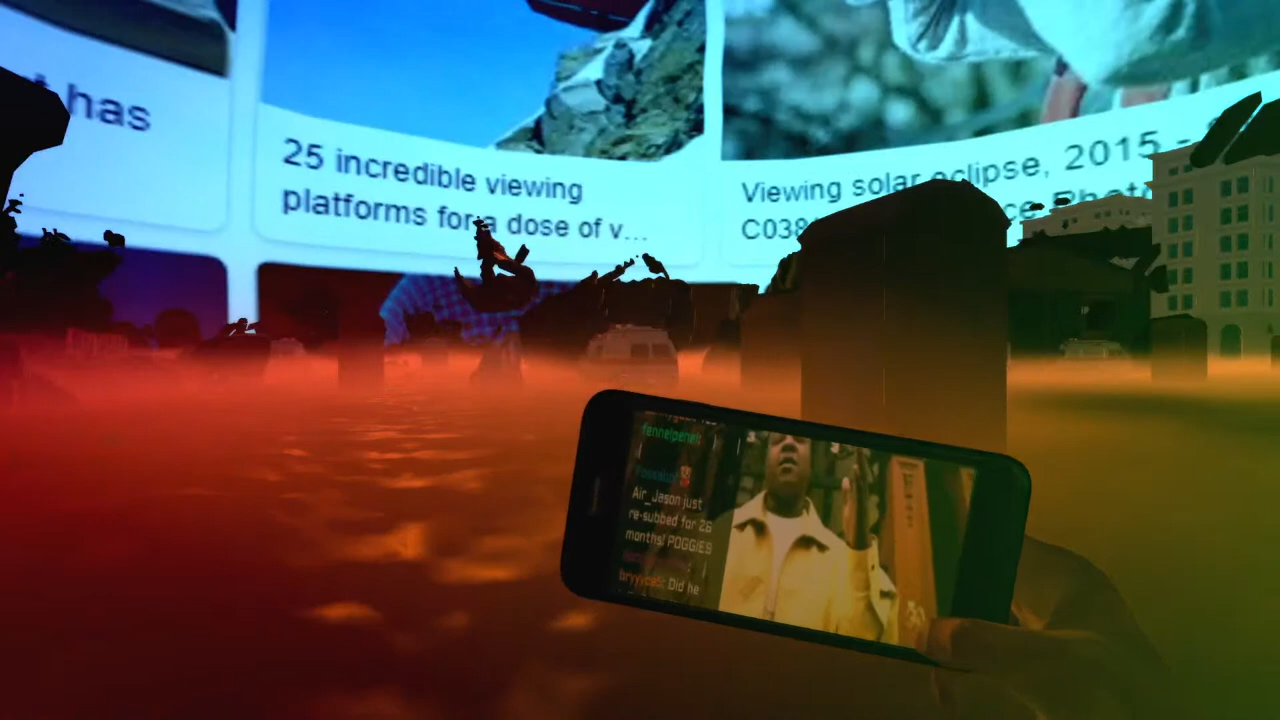 has
25 incredible viewing
platforms for a dose of v...
Viewing solar eclipse, 2015 -
C038
fennelpenel:
Air_Jason just
re-subbed for 26
months! POGGIES
Did he